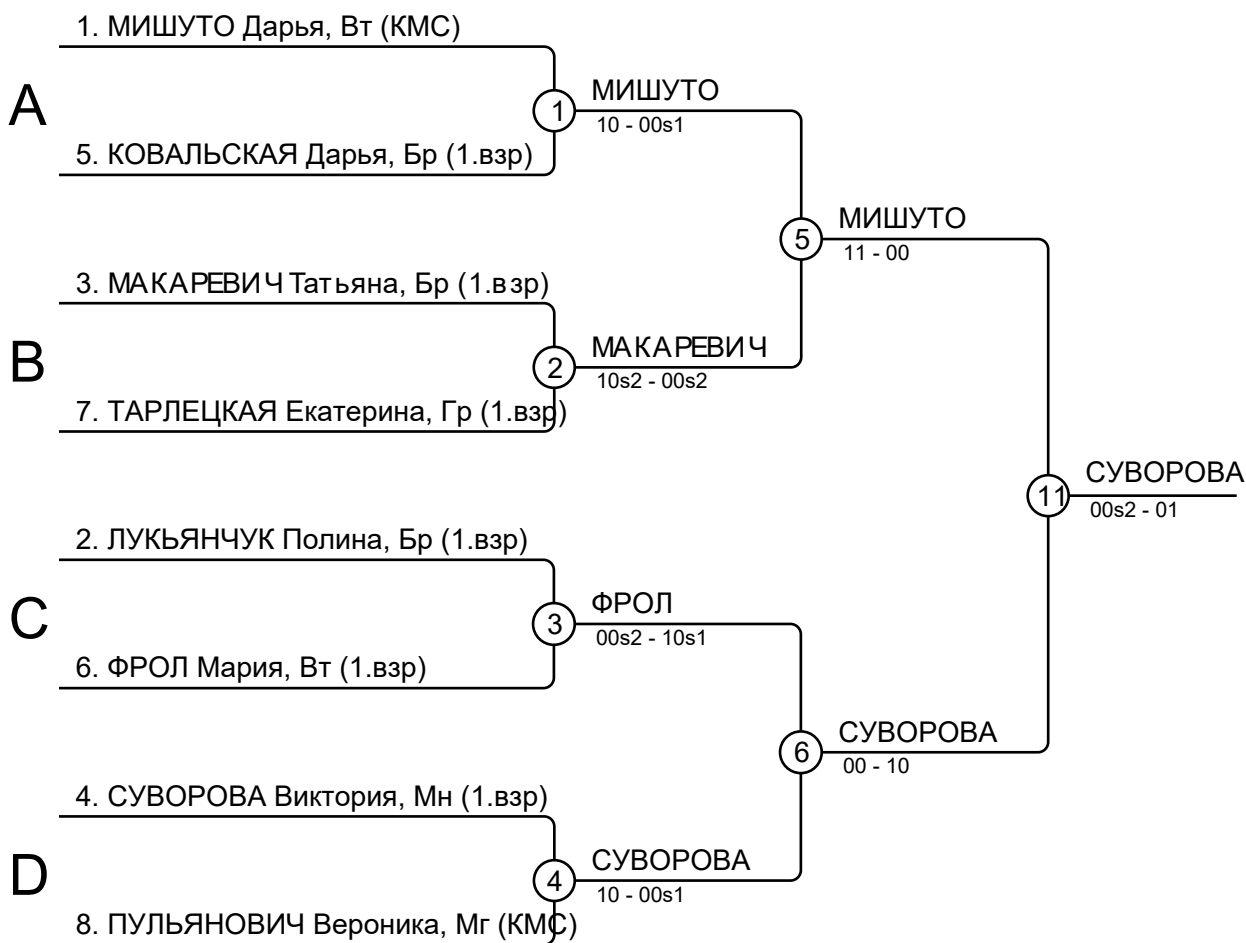 1. МИШУТО Дарья, Вт (КМС)
A
1
МИШУТО
10 - 00s1
5. КОВАЛЬСКАЯ Дарья, Бр (1.взр)
5
МИШУТО
11 - 00
3. МАКАРЕВИЧ Татьяна, Бр (1.взр)
B
2
МАКАРЕВИЧ
10s2 - 00s2
7. ТАРЛЕЦКАЯ Екатерина, Гр (1.взр)
11
СУВОРОВА
00s2 - 01
2. ЛУКЬЯНЧУК Полина, Бр (1.взр)
C
3
ФРОЛ
00s2 - 10s1
6. ФРОЛ Мария, Вт (1.взр)
6
СУВОРОВА
00 - 10
4. СУВОРОВА Виктория, Мн (1.взр)
D
4
СУВОРОВА
10 - 00s1
8. ПУЛЬЯНОВИЧ Вероника, Мг (КМС)